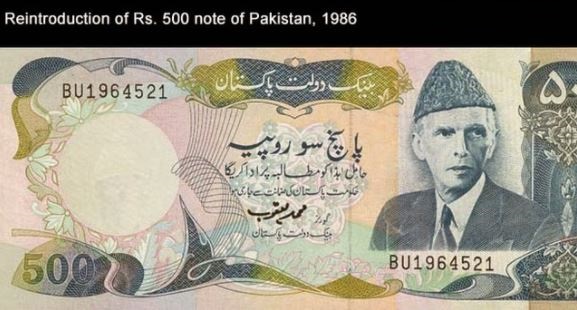 Reintroduction of Rs. 500 note of Pakistan, 1986
بینک دولت پاکستان
BU1964521
۵۰
پانچ سو روپیہ
حامل ہذا کو مطالبہ پر ادا کریگا
حکومت پاکستان کی ضمانت سے جاری ہوا
محمد یعقوب
گورنر
بینک دولت پاکستان
500
BU1964521